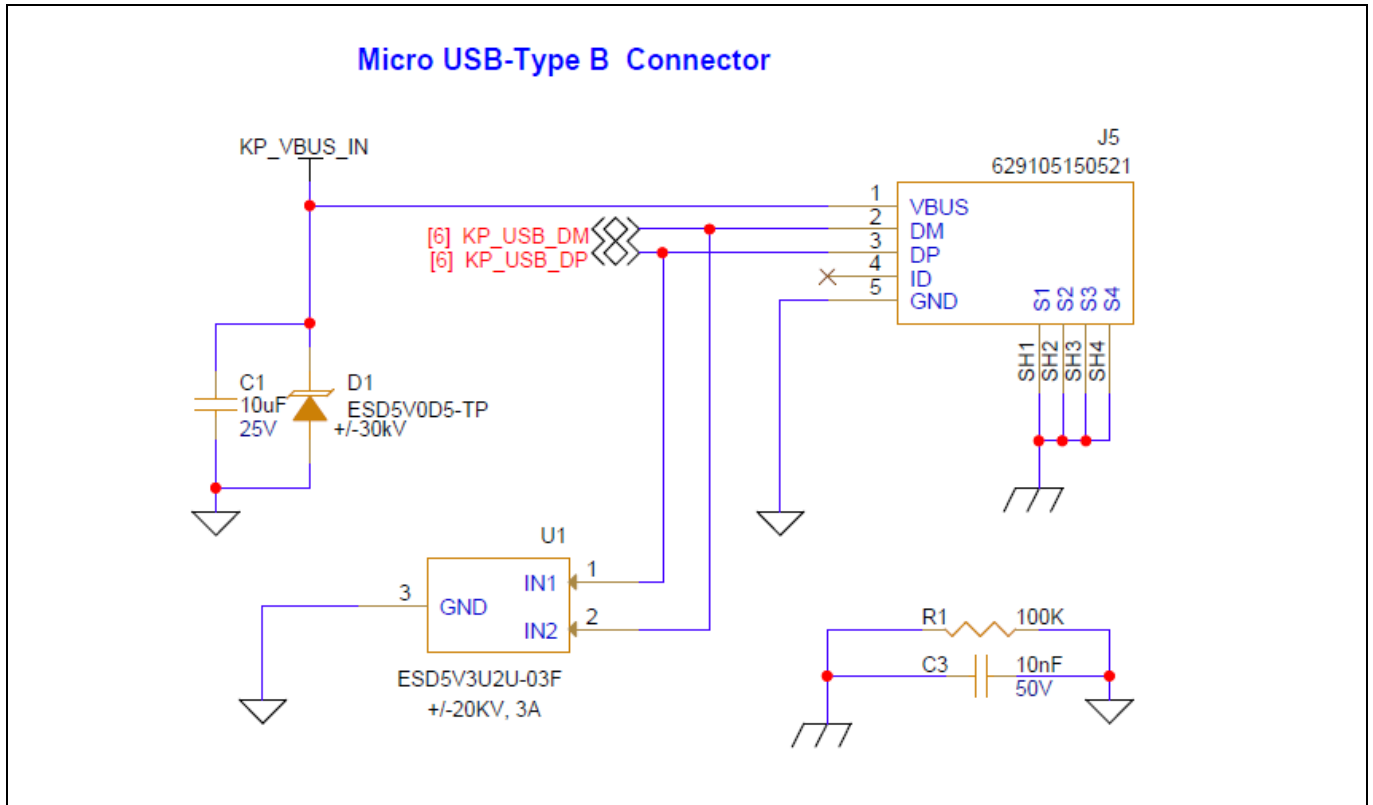 Micro USB-Type B Connector
KP_VBUS_IN
J5
629105150521
1
VBUS
2
DM
3
DP
4
ID
5
GND
[6] KP_USB_DM
[6] KP_USB_DP
S1
S2
S3
S4
SH1
SH2
SH3
SH4
C1
10uF
25V
D1
ESD5V0D5-TP
+/-30kV
U1
3
GND
IN1
1
IN2
2
ESD5V3U2U-03F
+/-20KV, 3A
R1
100K
C3
10nF
50V